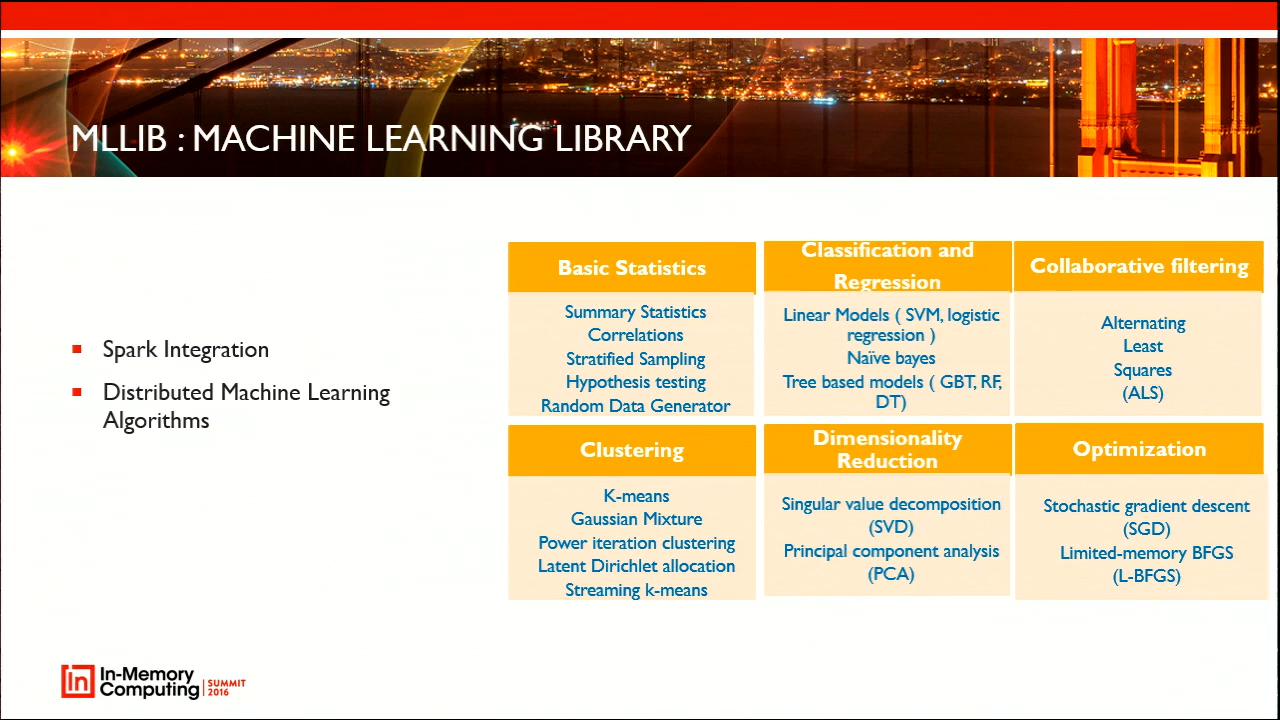 MLLIB : MACHINE LEARNING LIBRARY
Spark Integration
Distributed Machine Learning
Algorithms
Basic Statistics
Summary Statistics
Correlations
Stratified Sampling
Hypothesis testing
Random Data Generator
Classification and
Regression
Linear Models ( SVM, logistic
regression )
Naïve bayes
Tree based models ( GBT, RF,
DT)
Collaborative filtering
Alternating
Least
Squares
(ALS)
Clustering
K-means
Gaussian Mixture
Power iteration clustering
Latent Dirichlet allocation
Streaming k-means
Dimensionality
Reduction
Singular value decomposition
(SVD)
Principal component analysis
(PCA)
Optimization
Stochastic gradient descent
(SGD)
Limited-memory BFGS
(L-BFGS)
in
In-Memory
Computing
SUMMIT
2016